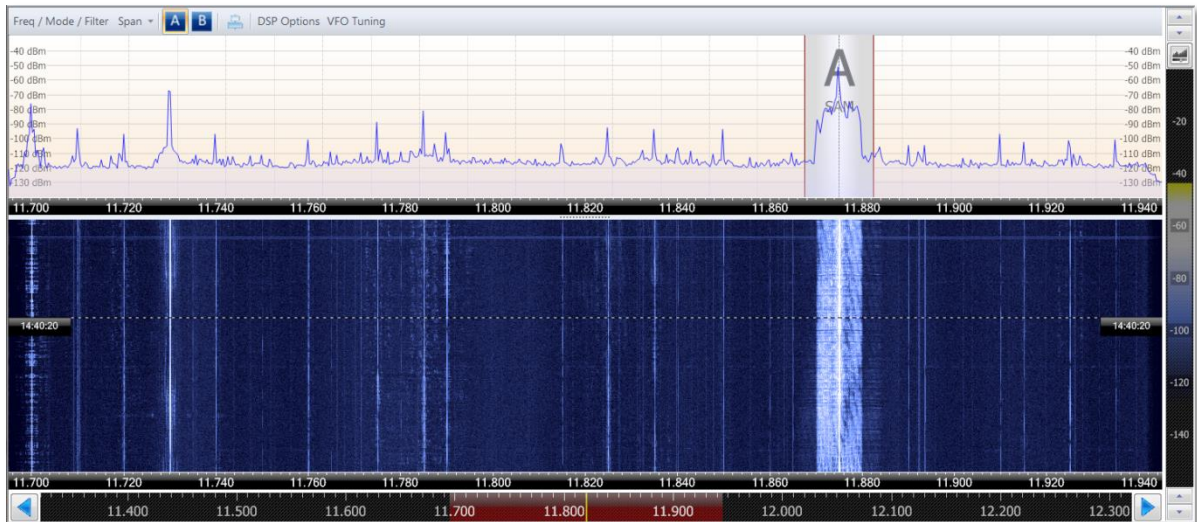 Freq / Mode / Filter Span A B DSP Options VFO Tuning
-40 dBm -40 dBm
-50 dBm -50 dBm
-60 dBm -60 dBm
-70 dBm -70 dBm
-80 dBm -80 dBm
-90 dBm -90 dBm
-100 dBm -100 dBm
-110 dBm -110 dBm
-120 dBm -120 dBm
-130 dBm -130 dBm
A
SAM
11.700 11.720 11.740 11.760 11.780 11.800 11.820 11.840 11.860 11.880 11.900 11.920 11.940
14:40:20 14:40:20
11.700 11.720 11.740 11.760 11.780 11.800 11.820 11.840 11.860 11.880 11.900 11.920 11.940
11.400 11.500 11.600 11.700 11.800 11.900 12.000 12.100 12.200 12.300
-20
-40
-60
-80
-100
-120
-140